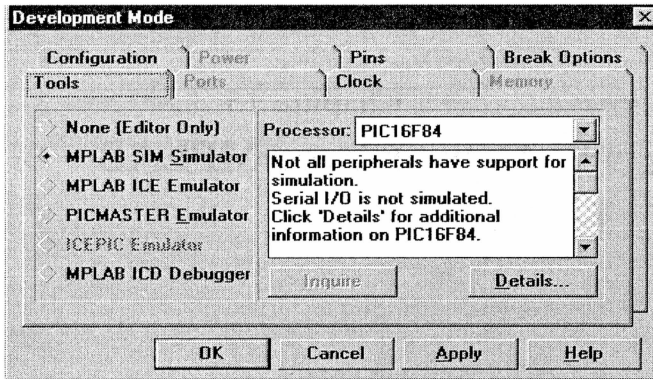 Development Mode
Configuration Power Pins Break Options
Tools Ports Clock Memory
None (Editor Only)
MPLAB SIM Simulator
MPLAB ICE Emulator
PICMASTER Emulator
ICEPIC Emulator
MPLAB ICD Debugger
Processor: PIC16F84
Not all peripherals have support for
simulation.
Serial I/O is not simulated.
Click 'Details' for additional
information on PIC16F84.
Inquire Details...
OK Cancel Apply Help